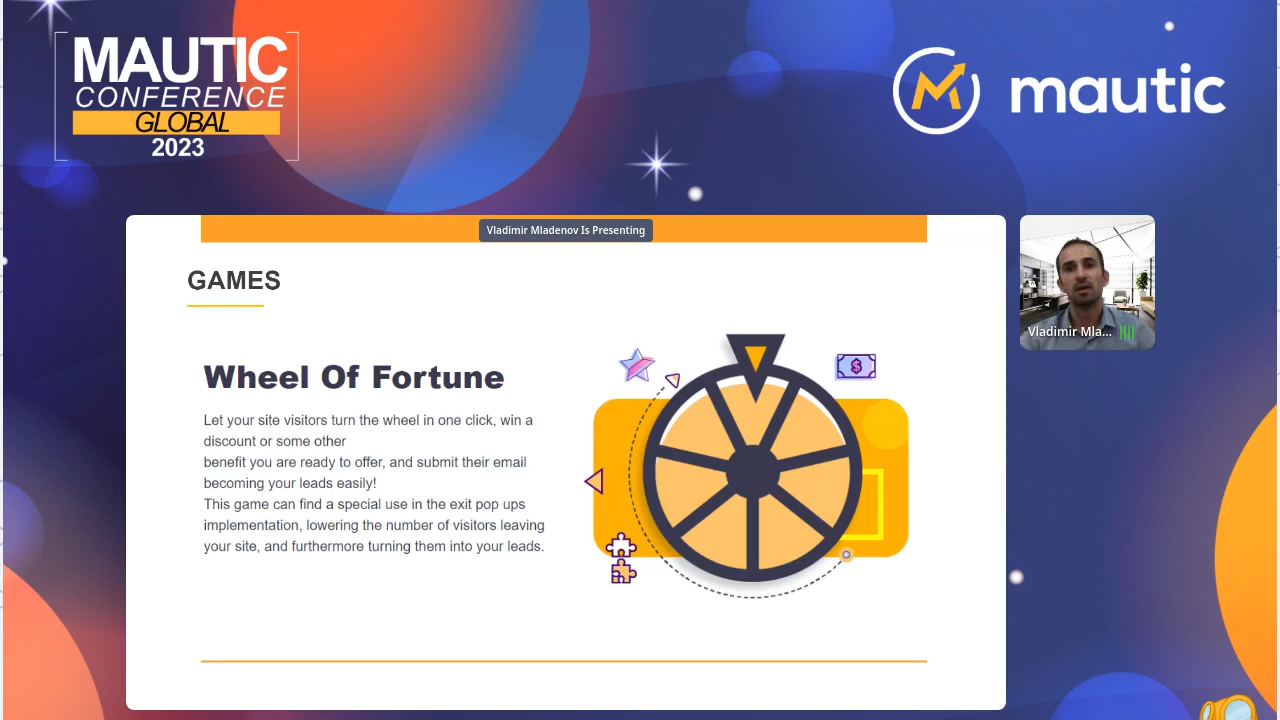 MAUTIC
CONFERENCE
GLOBAL
2023
mautic
Vladimir Mladenov Is Presenting
GAMES
Wheel Of Fortune
Let your site visitors turn the wheel in one click, win a
discount or some other
benefit you are ready to offer, and submit their email
becoming your leads easily!
This game can find a special use in the exit pop ups
implementation, lowering the number of visitors leaving
your site, and furthermore turning them into your leads.
$
Vladimir Mla...